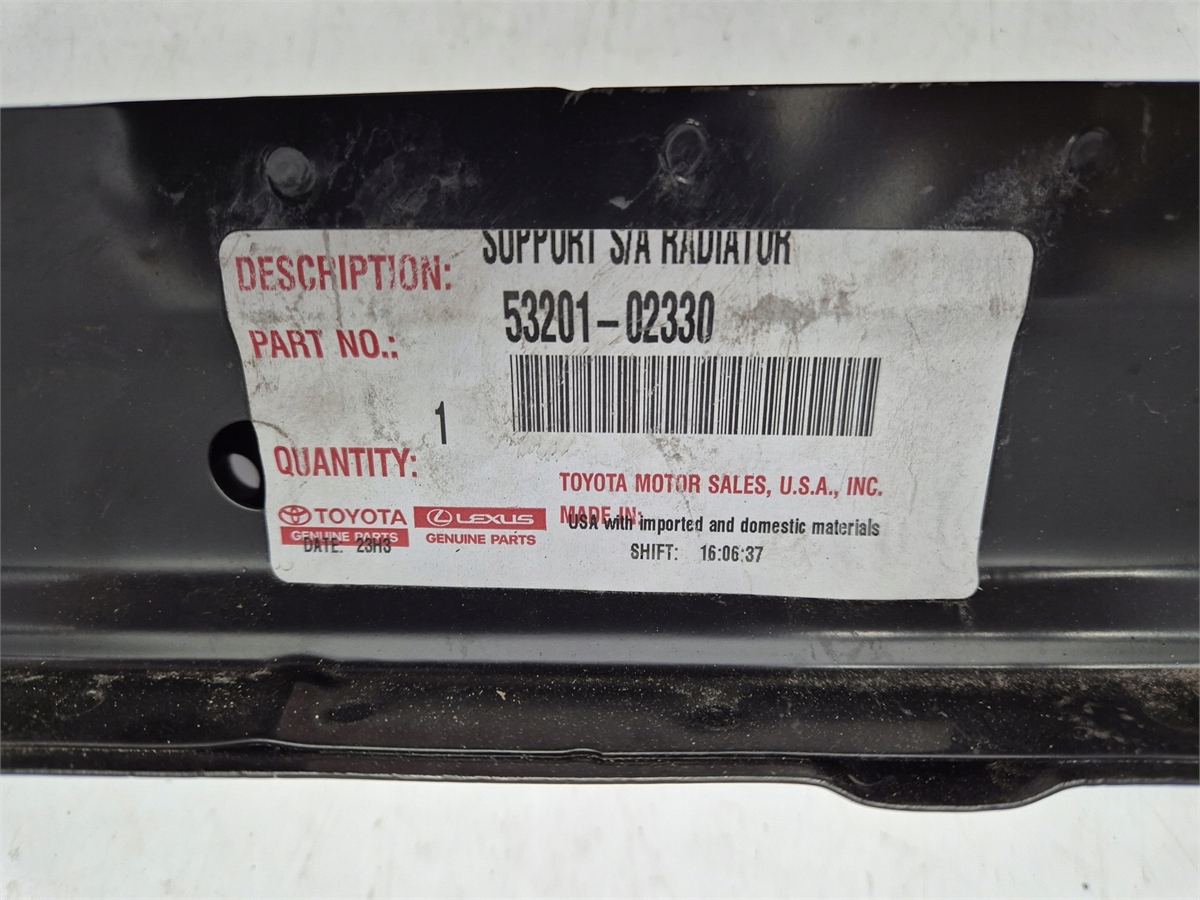 SUPPORT S/A RADIATOR
DESCRIPTION:
53201-02330
PART NO.:
1
QUANTITY:
TOYOTA MOTOR SALES, U.S.A., INC.
TOYOTA LEXUS
MADE IN:
USA with imported and domestic materials
GENUINE PARTS GENUINE PARTS
DATE: 23H3 SHIFT: 16:06:37